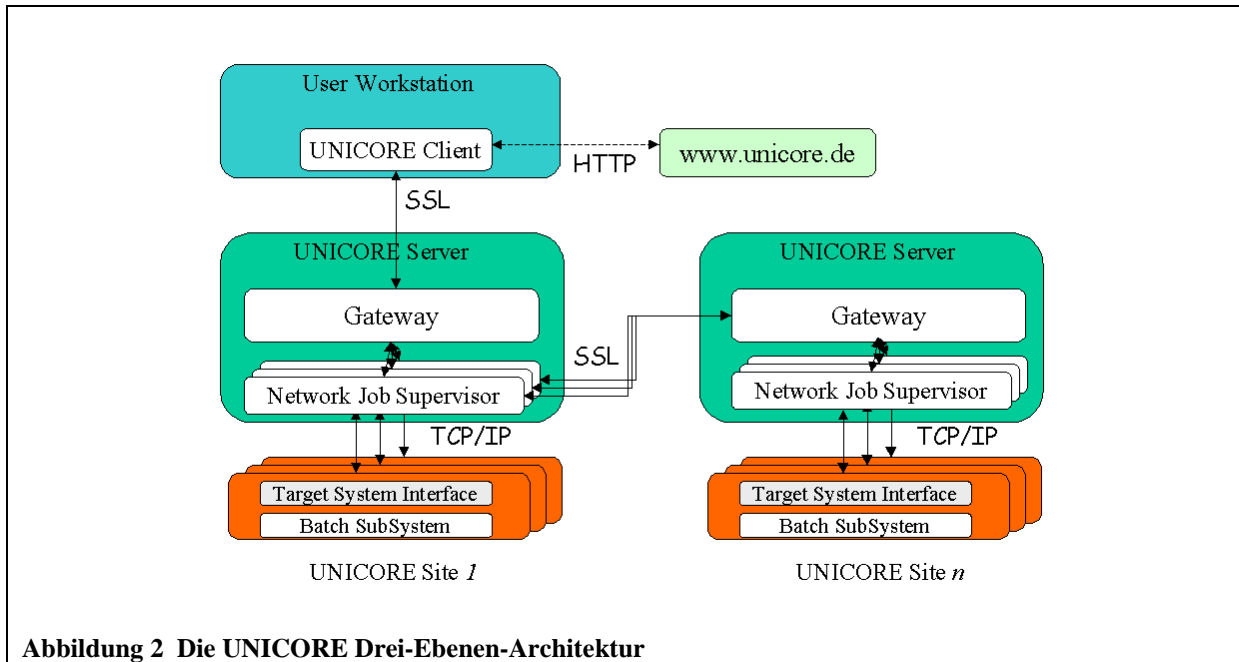 User Workstation
UNICORE Client
HTTP
www.unicore.de
SSL
UNICORE Server
Gateway
Network Job Supervisor
SSL
UNICORE Server
Gateway
Network Job Supervisor
TCP/IP
Target System Interface
Batch SubSystem
UNICORE Site 1
TCP/IP
Target System Interface
Batch SubSystem
UNICORE Site n
Abbildung 2 Die UNICORE Drei-Ebenen-Architektur